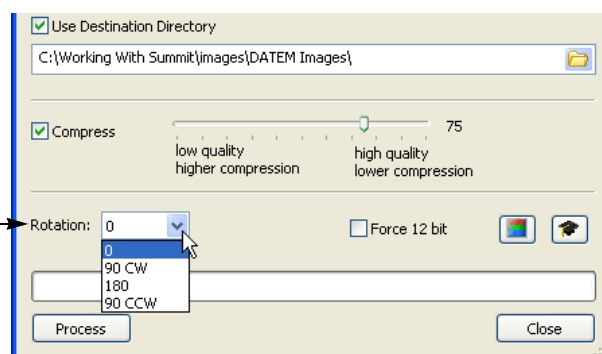 Use Destination Directory
C:\Working With Summit\images\DATEM Images\
Compress
75
low quality
higher compression
high quality
lower compression
Rotation: 0
Force 12 bit
0
90 CW
180
90 CCW
Process
Close